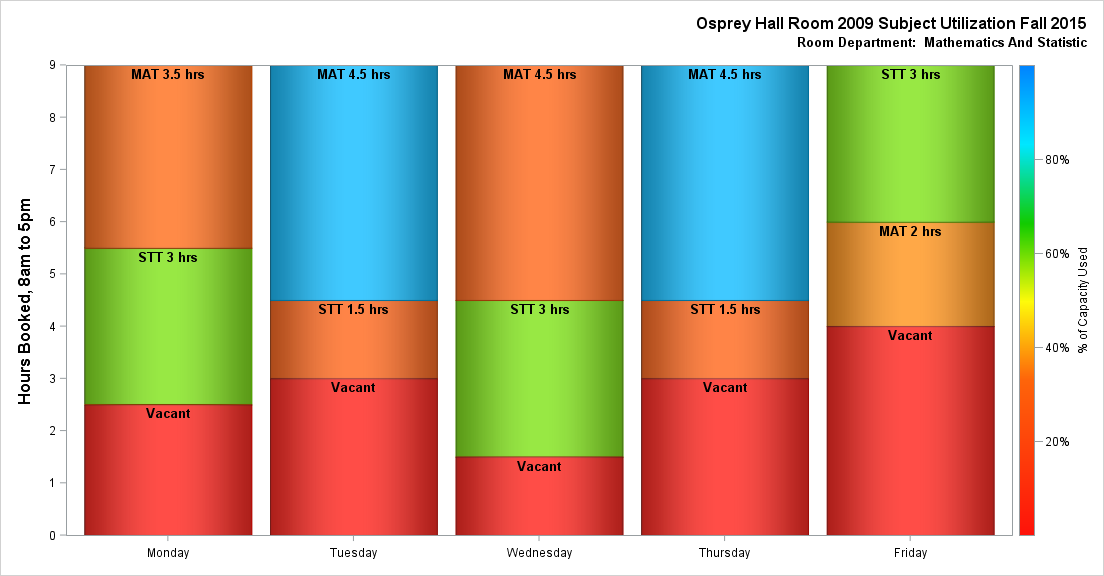 Osprey Hall Room 2009 Subject Utilization Fall 2015
Room Department:  Mathematics And Statistic
Hours Booked, 8am to 5pm
9
8
7
6
5
4
3
2
1
0
MAT 3.5 hrs
STT 3 hrs
Vacant
MAT 4.5 hrs
STT 1.5 hrs
Vacant
MAT 4.5 hrs
STT 3 hrs
Vacant
MAT 4.5 hrs
STT 1.5 hrs
Vacant
STT 3 hrs
MAT 2 hrs
Vacant
Monday
Tuesday
Wednesday
Thursday
Friday
80%
60%
40%
20%
% of Capacity Used